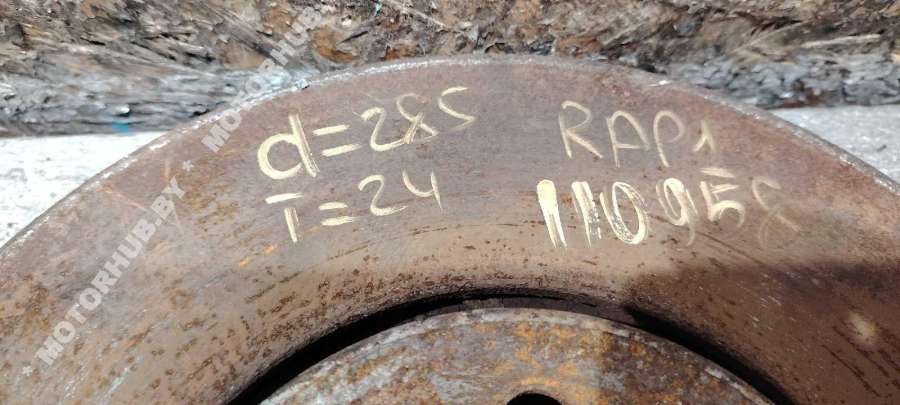 d=285
T=24
RAP1
110958
* MOTORHUB.BY * MOTORHUB